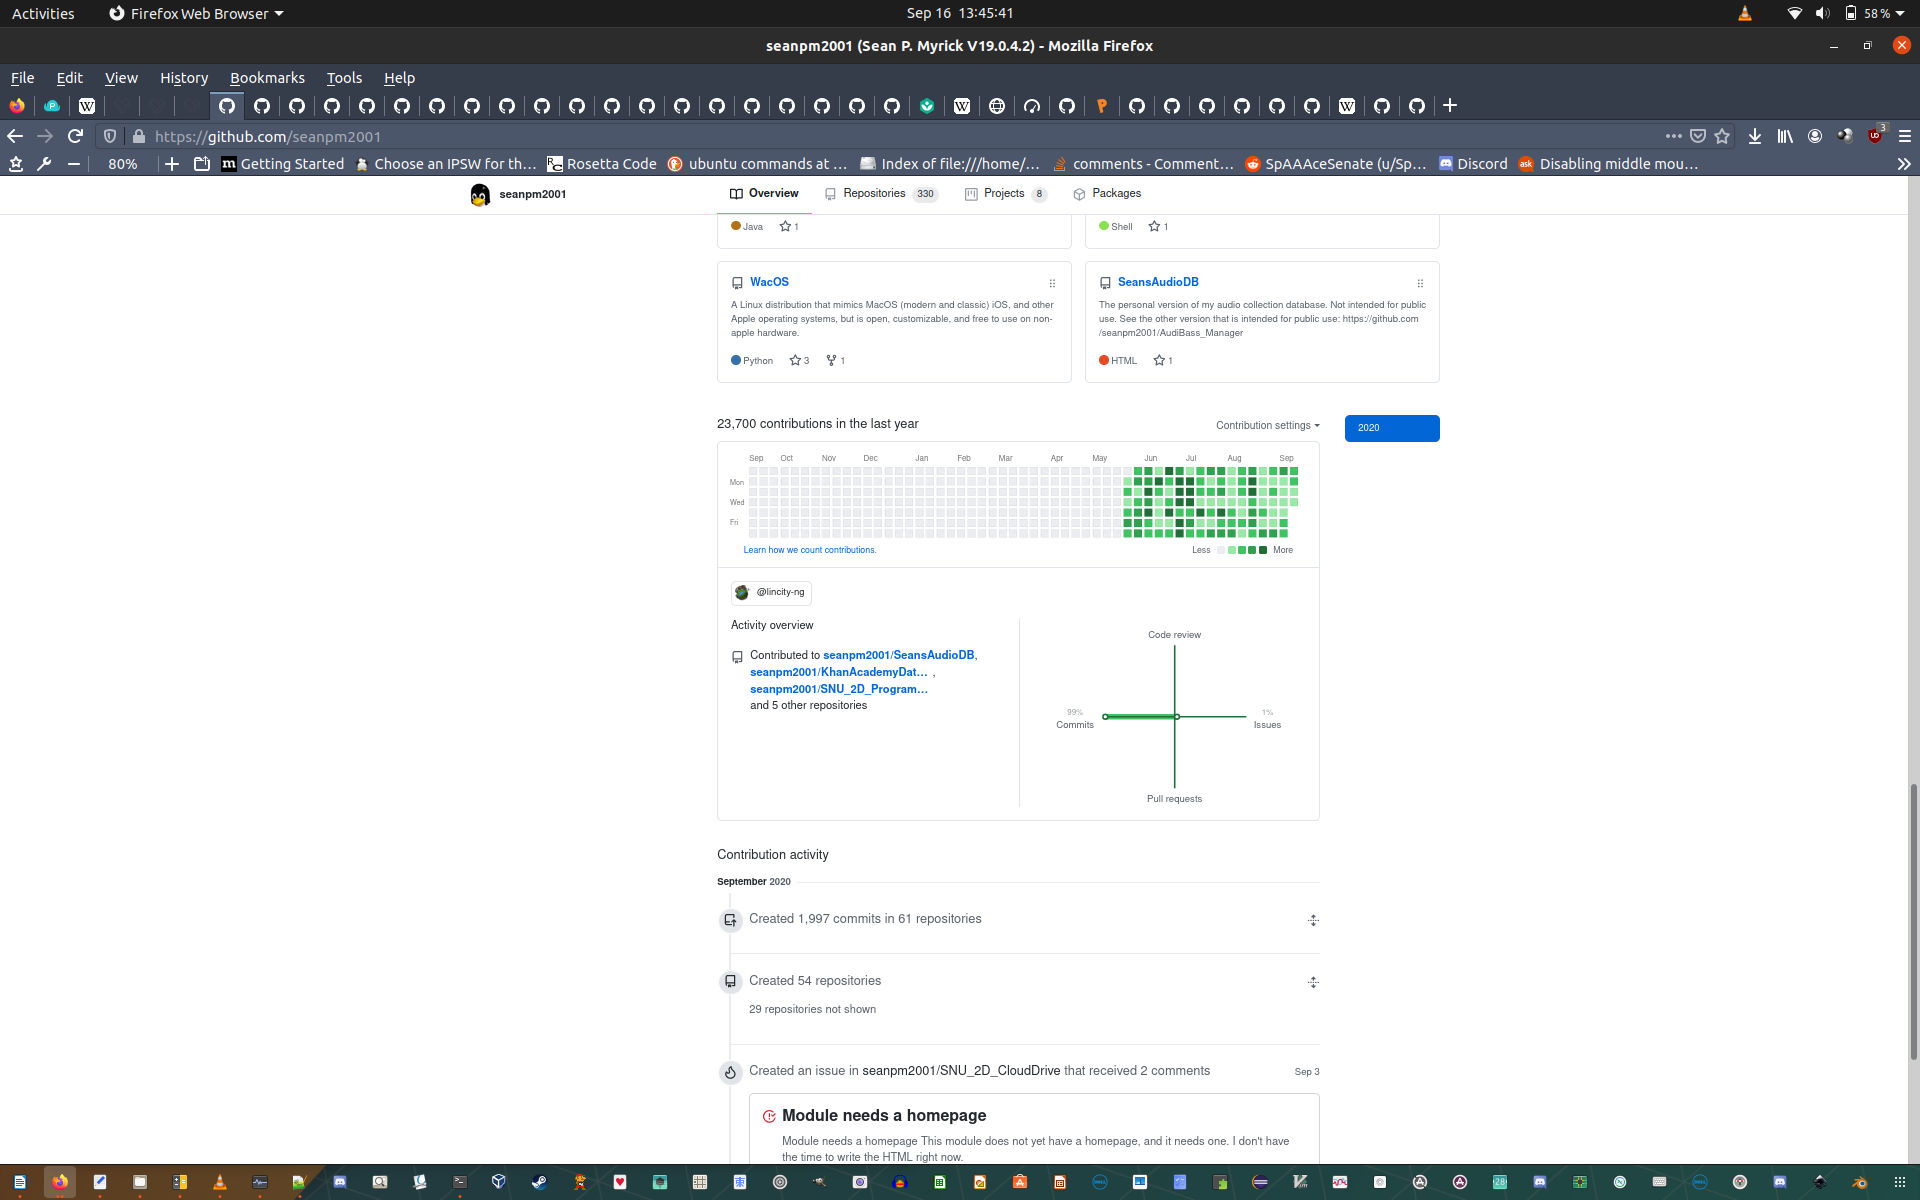 Activities
Firefox Web Browser
Sep 16 13:45:41
58 %
seanpm2001 (Sean P. Myrick V19.0.4.2) - Mozilla Firefox
File Edit View History Bookmarks Tools Help
https://github.com/seanpm2001
3
80%
Getting Started
Choose an IPSW for th…
Rosetta Code
ubuntu commands at …
Index of file:///home/…
comments - Comment…
SpAAAceSenate (u/Sp…
Discord
Disabling middle mou…
seanpm2001
Overview
Repositories 330
Projects 8
Packages
Java 1
Shell 1
WacOS
A Linux distribution that mimics MacOS (modern and classic) iOS, and other
Apple operating systems, but is open, customizable, and free to use on non-
apple hardware.
Python 3 1
SeansAudioDB
The personal version of my audio collection database. Not intended for public
use. See the other version that is intended for public use: https://github.com
/seanpm2001/AudiBass_Manager
HTML 1
23,700 contributions in the last year
Contribution settings
2020
Sep Oct Nov Dec Jan Feb Mar Apr May Jun Jul Aug Sep
Mon
Wed
Fri
Learn how we count contributions.
Less More
@lincity-ng
Activity overview
Contributed to seanpm2001/SeansAudioDB,
seanpm2001/KhanAcademyDat… ,
seanpm2001/SNU_2D_Program…
and 5 other repositories
Code review
99%
Commits
1%
Issues
Pull requests
Contribution activity
September 2020
Created 1,997 commits in 61 repositories
Created 54 repositories
29 repositories not shown
Created an issue in seanpm2001/SNU_2D_CloudDrive that received 2 comments
Sep 3
Module needs a homepage
Module needs a homepage This module does not yet have a homepage, and it needs one. I don't have
the time to write the HTML right now.